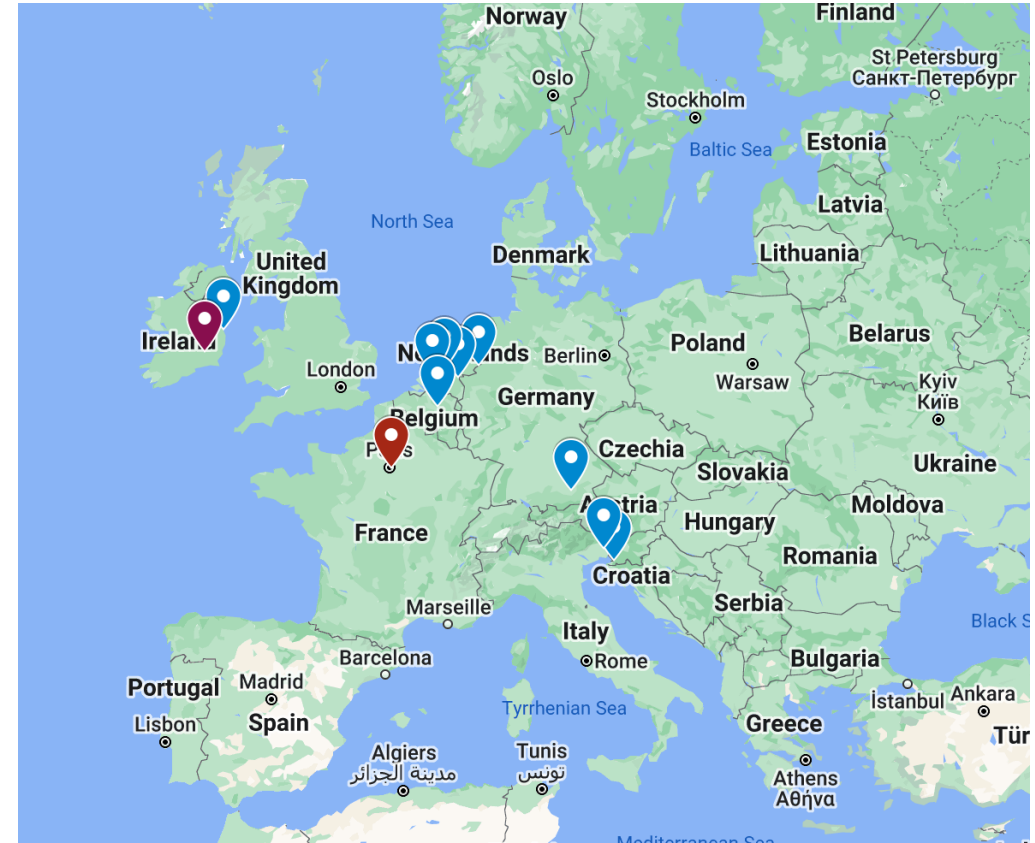 Norway
Finland
St Petersburg
Санкт-Петербург
Oslo
Stockholm
Baltic Sea
Estonia
Latvia
North Sea
Denmark
Lithuania
United
Kingdom
Belarus
Poland
Berlin
Warsaw
London
Kyiv
Київ
Germany
Belgium
Czechia
Slovakia
Ukraine
Moldova
France
Hungary
Romania
Croatia
Serbia
Marseille
Black S
Italy
Barcelona
Rome
Bulgaria
Portugal
Madrid
İstanbul
Ankara
Tyrrhenian Sea
Lisbon
Spain
Greece
Tür
Algiers
مدينة الجزائر
Tunis
تونس
Athens
Αθήνα
Mediterranean Sea